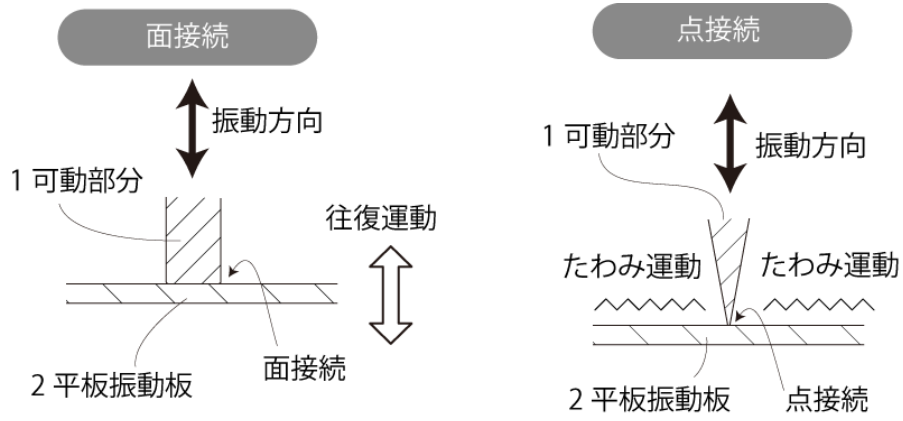 面接続
振動方向
1 可動部分
往復運動
面接続
2 平板振動板
点接続
1 可動部分
振動方向
たわみ運動
たわみ運動
2 平板振動板
点接続